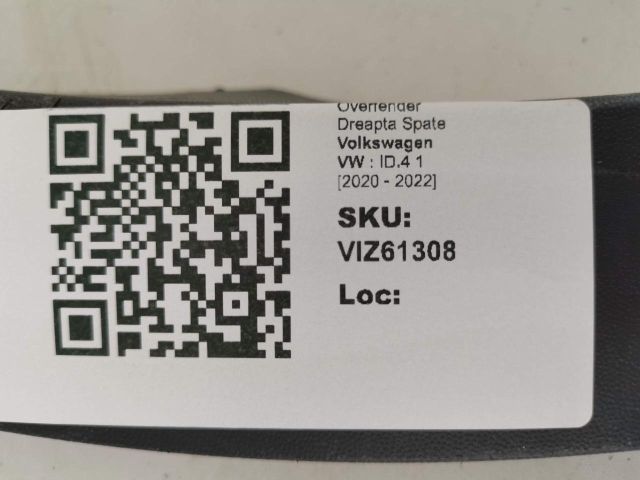 Overfender
Dreapta Spate
Volkswagen
VW : ID.4 1
[2020 - 2022]
SKU:
VIZ61308
Loc: